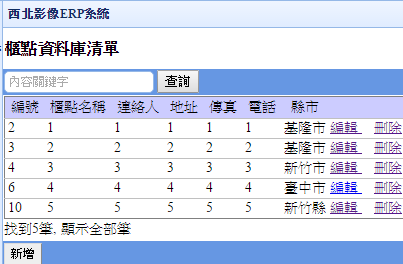 西北影像ERP系統
櫃點資料庫清單
內容關鍵字 查詢
編號 櫃點名稱 連絡人 地址 傳真 電話 縣市
2 1 1 1 1 1 基隆市 編輯 刪除
3 2 2 2 2 2 基隆市 編輯 刪除
4 3 3 3 3 3 新竹市 編輯 刪除
6 4 4 4 4 4 臺中市 編輯 刪除
10 5 5 5 5 5 新竹縣 編輯 刪除
找到5筆, 顯示全部筆
新增